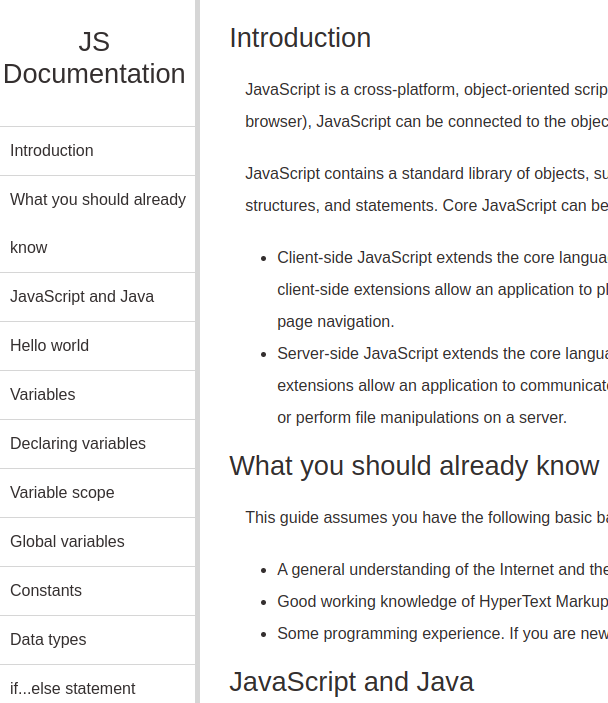 JS
Documentation
Introduction
What you should already
know
JavaScript and Java
Hello world
Variables
Declaring variables
Variable scope
Global variables
Constants
Data types
if...else statement
Introduction
JavaScript is a cross-platform, object-oriented scrip
browser), JavaScript can be connected to the objec
JavaScript contains a standard library of objects, su
structures, and statements. Core JavaScript can be
Client-side JavaScript extends the core langua
client-side extensions allow an application to pl
page navigation.
Server-side JavaScript extends the core langua
extensions allow an application to communicate
or perform file manipulations on a server.
What you should already know
This guide assumes you have the following basic ba
A general understanding of the Internet and the
Good working knowledge of HyperText Markup
Some programming experience. If you are new
JavaScript and Java